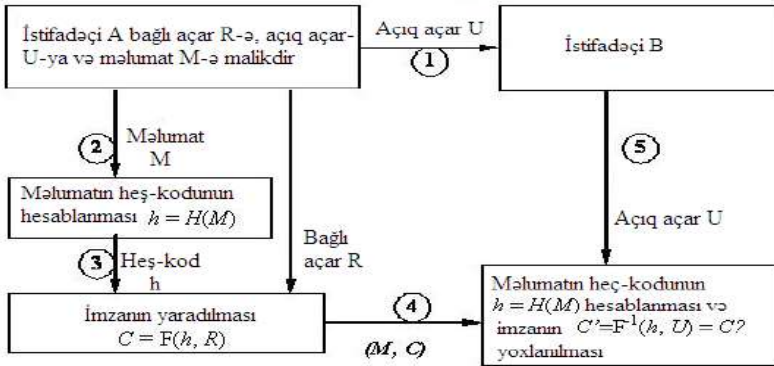 İstifadəçi A bağlı açar R-ə, açıq açar-
U-ya və məlumat M-ə malikdir
Açıq açar U
1
İstifadəçi B
2
Məlumat
M
5
Məlumatın heş-kodunun
hesablanması h = H(M)
Açıq açar U
3
Heş-kod
h
Bağlı
açar R
İmzanın yaradılması
C = F(h, R)
4
(M, C)
Məlumatın heç-kodunun
h = H(M) hesablanması və
imzanın C'=F¹(h, U) = C?
yoxlanılması